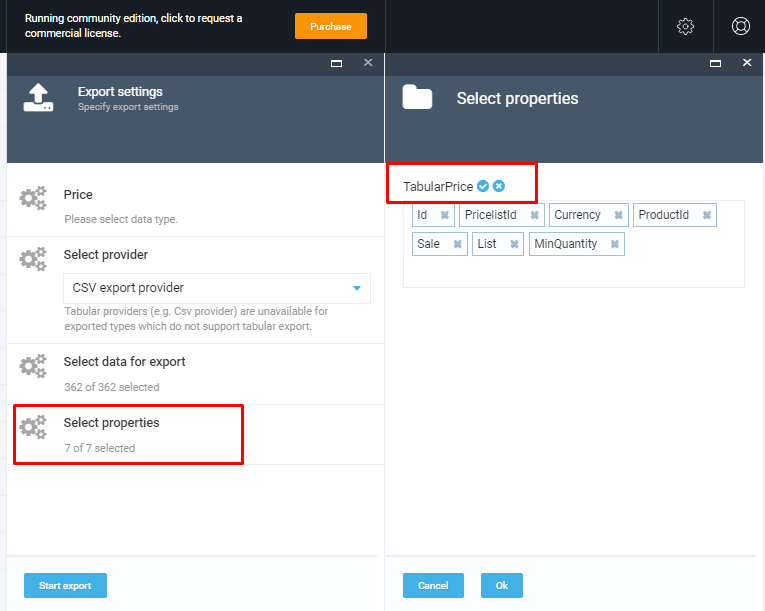 Running community edition, click to request a
commercial license.
Purchase
Export settings
Specify export settings
Price
Please select data type.
Select provider
CSV export provider
Tabular providers (e.g. Csv provider) are unavailable for
exported types which do not support tabular export.
Select data for export
362 of 362 selected
Select properties
7 of 7 selected
Start export
Select properties
TabularPrice
Id PricelistId Currency ProductId
Sale List MinQuantity
Cancel Ok